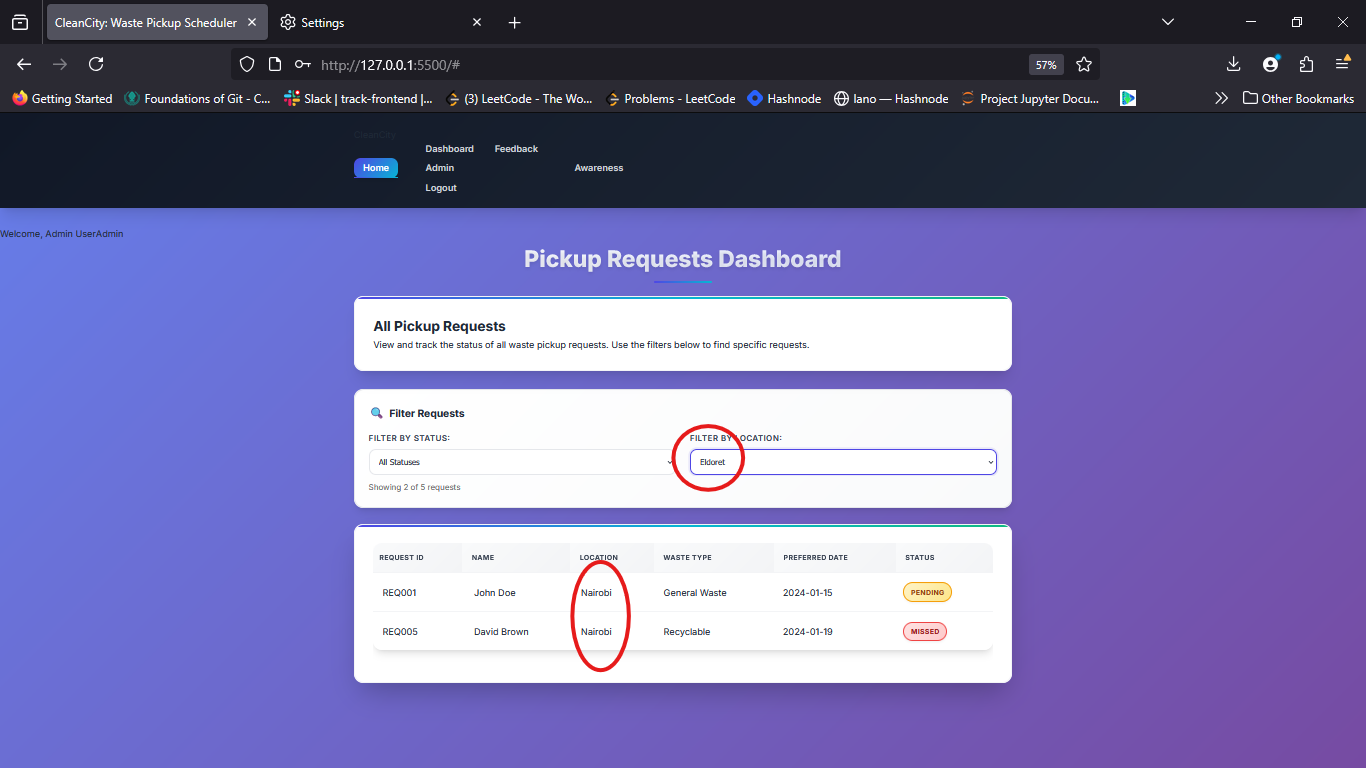 CleanCity: Waste Pickup Scheduler
Settings
http://127.0.0.1:5500/#
57%
Getting Started
Foundations of Git - C...
Slack | track-frontend |...
(3) LeetCode - The Wo...
Problems - LeetCode
Hashnode
Iano — Hashnode
Project Jupyter Docu...
Other Bookmarks
CleanCity
Dashboard Feedback
Home Admin Awareness
Logout
Welcome, Admin UserAdmin
Pickup Requests Dashboard
All Pickup Requests
View and track the status of all waste pickup requests. Use the filters below to find specific requests.
Filter Requests
FILTER BY STATUS: FILTER BY LOCATION:
All Statuses Eldoret
Showing 2 of 5 requests
REQUEST ID NAME LOCATION WASTE TYPE PREFERRED DATE STATUS
REQ001 John Doe Nairobi General Waste 2024-01-15 PENDING
REQ005 David Brown Nairobi Recyclable 2024-01-19 MISSED